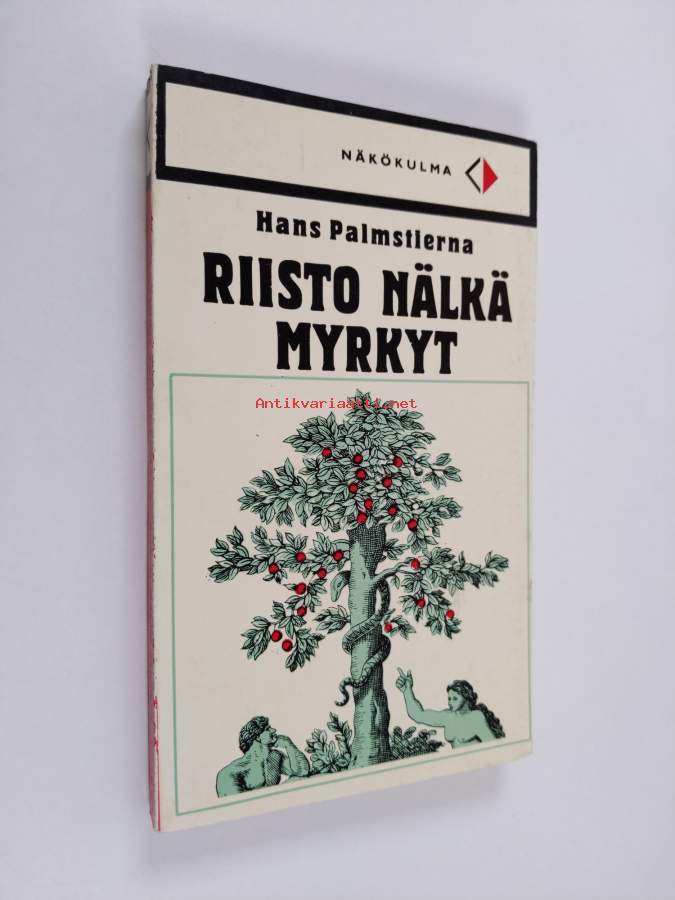 NÄKÖKULMA
Hans Palmstierna
RIISTO NÄLKÄ
MYRKYT
Antikvariaatti.net